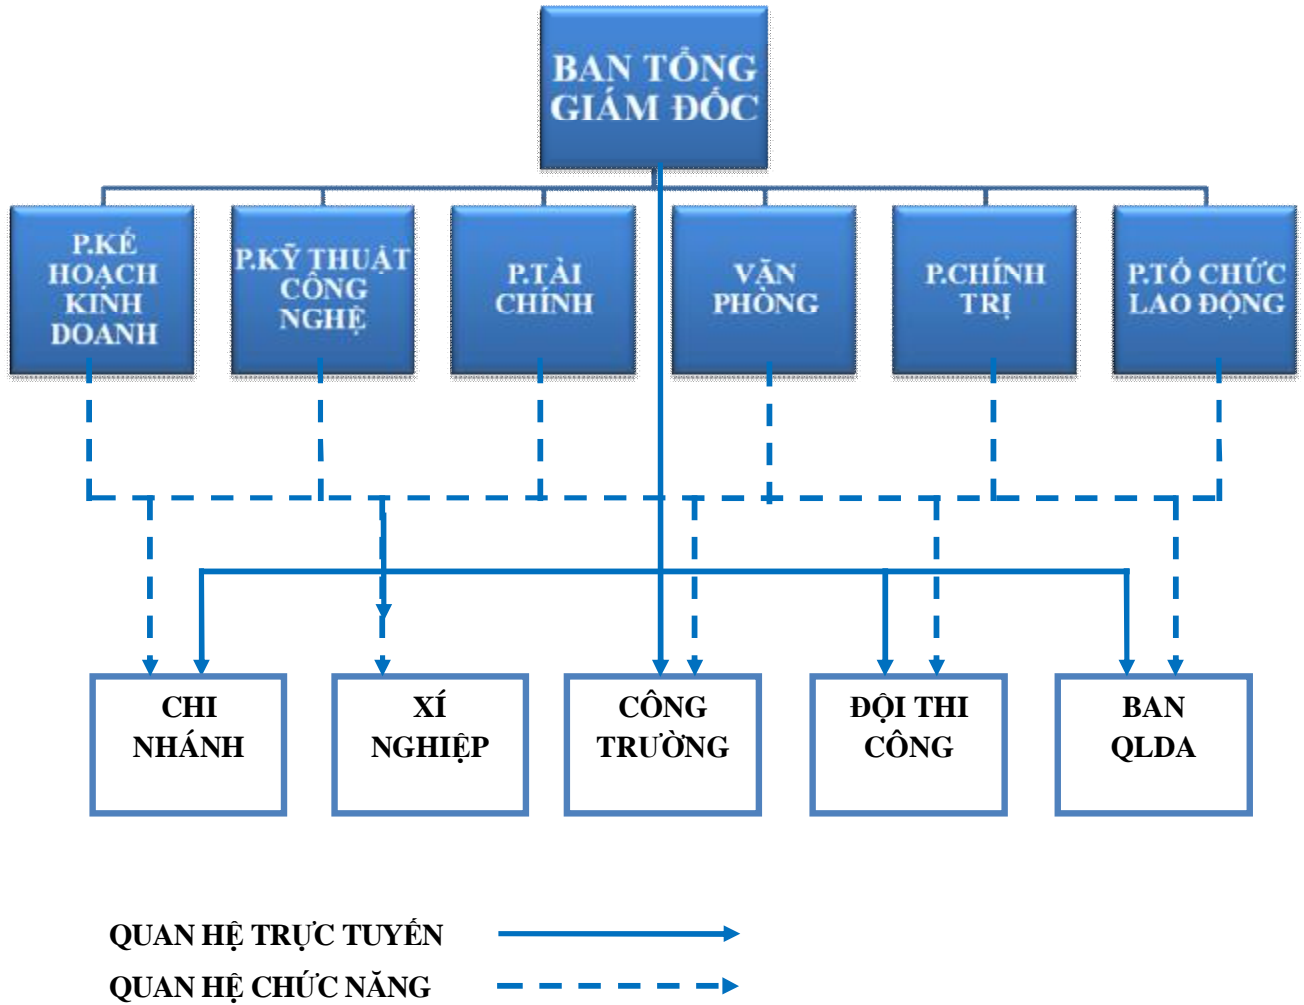 BAN TỔNG
GIÁM ĐỐC
P.KẾ
HOẠCH
KINH
DOANH
P.KỸ THUẬT
CÔNG
NGHỆ
P.TÀI
CHÍNH
VĂN
PHÒNG
P.CHÍNH
TRỊ
P.TỔ CHỨC
LAO ĐỘNG
CHI
NHÁNH
XÍ
NGHIỆP
CÔNG
TRƯỜNG
ĐỘI THI
CÔNG
BAN
QLDA
QUAN HỆ TRỰC TUYẾN
QUAN HỆ CHỨC NĂNG